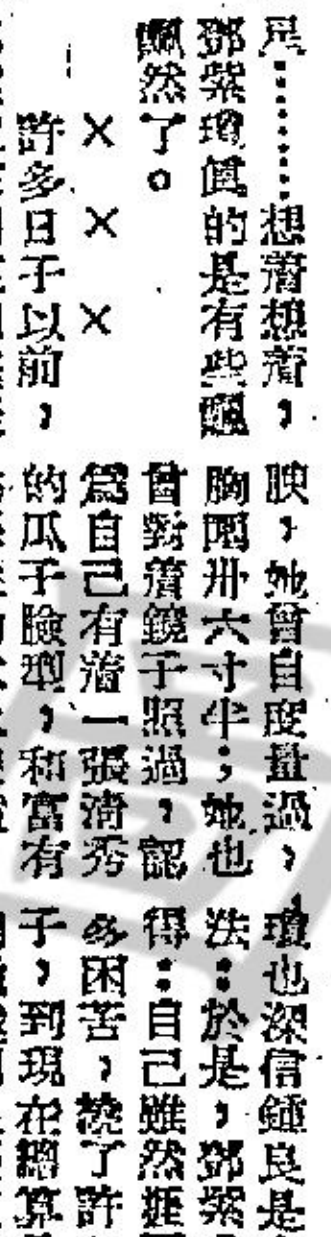 是………想着想着，
鄧紫瓊眞的是有些飄
飄然了。
× × ×
許多日子以前，
腴，她曾自度量過，
胸圍卅六寸半；她也
曾對着鏡子照過，認
爲自己有着一張清秀
的瓜子臉型，和富有
瓊也深信鍾良是
法：於是，鄧紫
得：自己雖然捱
多困苦，挨了許
子，到現在總算